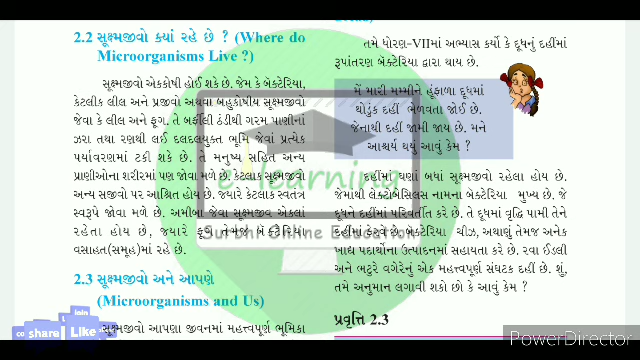 2.2 સૂક્ષ્મજીવો ક્યાં રહે છે ? (Where do
Microorganisms Live ?)
સૂક્ષ્મજીવો એકકોષી હોઈ શકે છે. જેમ કે બૅક્ટેરિયા,
કેટલીક લીલ અને પ્રજીવો અથવા બહુકોષીય સૂક્ષ્મજીવો
જેવા કે લીલ અને ફૂગ. તે બર્ફીલી ઠંડીથી ગરમ પાણીનાં
ઝરા તથા રણથી લઈ દલદલયુક્ત ભૂમિ જેવાં પ્રત્યેક
પર્યાવરણમાં ટકી શકે છે. તે મનુષ્ય સહિત અન્ય
પ્રાણીઓના શરીરમાં પણ જોવા મળે છે. કેટલાક સૂક્ષ્મજીવો
અન્ય સજીવો પર આશ્રિત હોય છે. જ્યારે કેટલાક સ્વતંત્ર
સ્વરૂપે જોવા મળે છે. અમીબા જેવા સૂક્ષ્મજીવ એકલાં
રહેતા હોય છે, જ્યારે ફૂગ તેમજ બૅક્ટેરિયા
વસાહત(સમૂહ)માં રહે છે.
2.3 સૂક્ષ્મજીવો અને આપણે
(Microorganisms and Us)
સૂક્ષ્મજીવો આપણા જીવનમાં મહત્ત્વપૂર્ણ ભૂમિકા
તમે ધોરણ-VIIમાં અભ્યાસ કર્યો કે દૂધનું દહીંમાં
રૂપાંતરણ બૅક્ટેરિયા દ્વારા થાય છે.
મેં મારી મમ્મીને હૂંફાળા દૂધમાં
થોડુંક દહીં ભેળવતા જોઈ છે.
જેનાથી દહીં જામી જાય છે. મને
આશ્ચર્ય થયું આવું કેમ ?
દહીંમાં ઘણાં બધાં સૂક્ષ્મજીવો રહેલા હોય છે.
જેમાંથી લેક્ટોબેસિલસ નામના બૅક્ટેરિયા મુખ્ય છે. જે
દૂધને દહીંમાં પરિવર્તીત કરે છે. તે દૂધમાં વૃદ્ધિ પામી તેને
દહીંમાં ફેરવે છે. બૅક્ટેરિયા ચીઝ, અથાણું તેમજ અનેક
ખાદ્ય પદાર્થોના ઉત્પાદનમાં સહાયતા કરે છે. રવા ઈડલી
અને ભટુરે વગેરેનું એક મહત્ત્વપૂર્ણ સંઘટક દહીં છે. શું,
તમે અનુમાન લગાવી શકો છો કે આવું કેમ ?
પ્રવૃત્તિ 2.3
e-learning
Online Education
Join
share
Like
PowerDirector